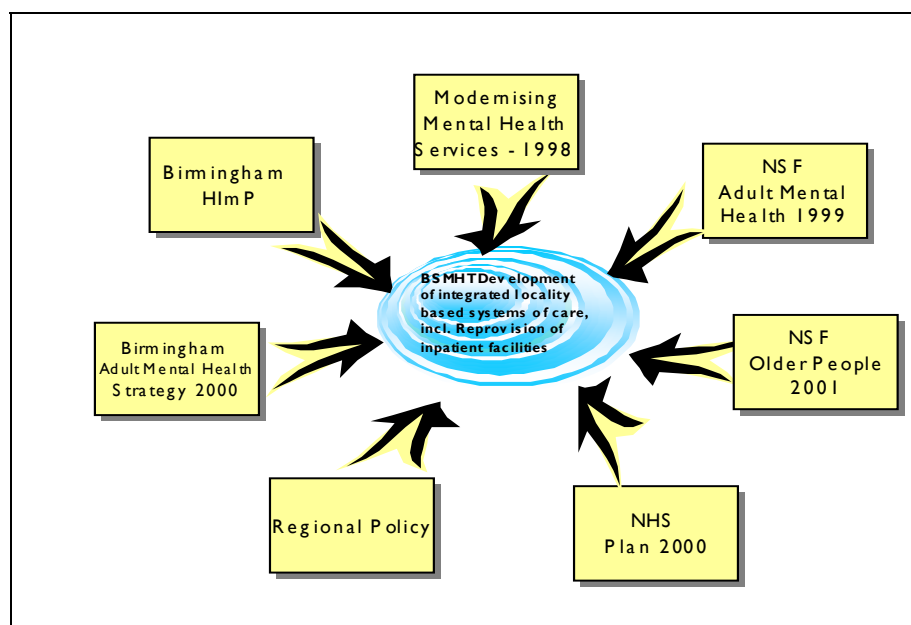 Modernising
Mental Health
Services - 1998
Birmingham
HImP
NSF
Adult Mental
Health 1999
BSMHT Development
of integrated locality
based systems of care,
incl. Reprovision of
inpatient facilities
Birmingham
Adult Mental Health
Strategy 2000
NSF
Older People
2001
Regional Policy
NHS
Plan 2000